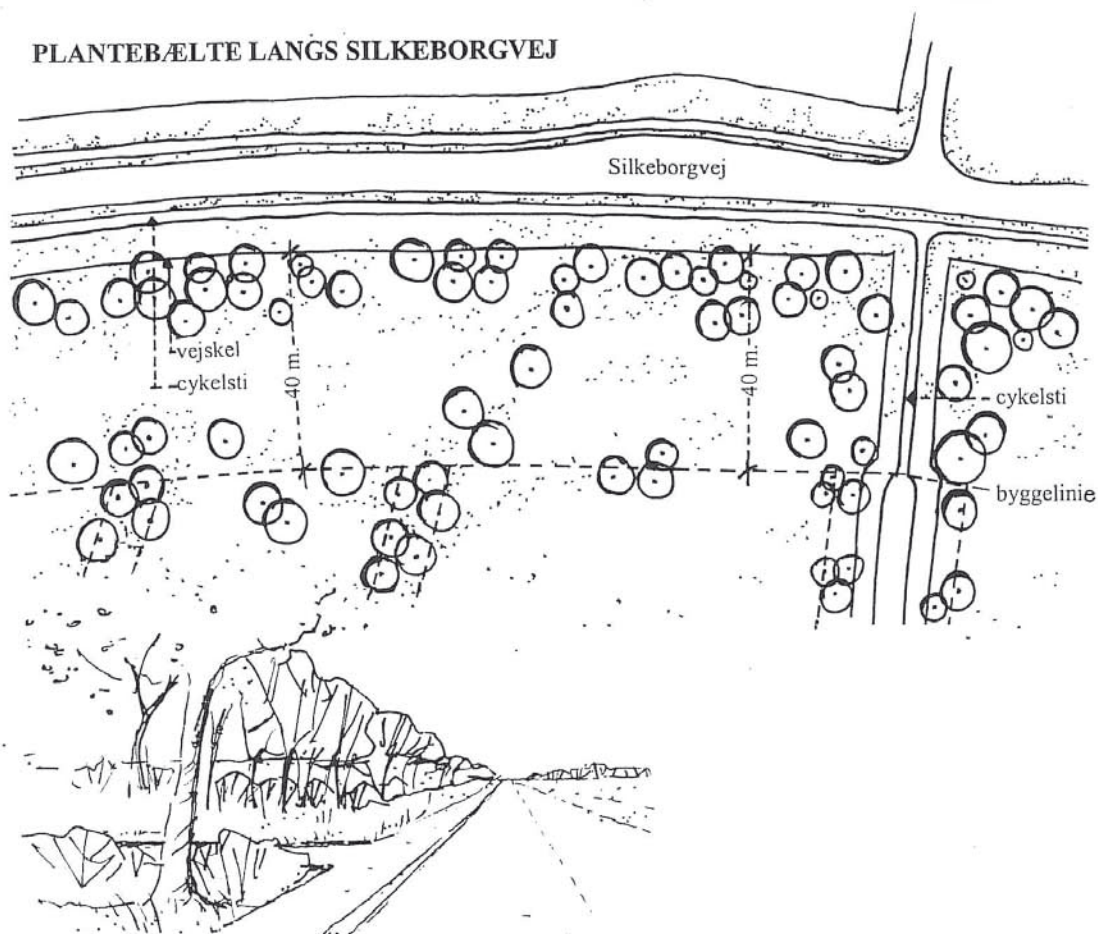 PLANTEBÆLTE LANGS SILKEBORGVEJ
Silkeborgvej
vejskel
cykelsti
40 m.
40 m.
cykelsti
byggelinie